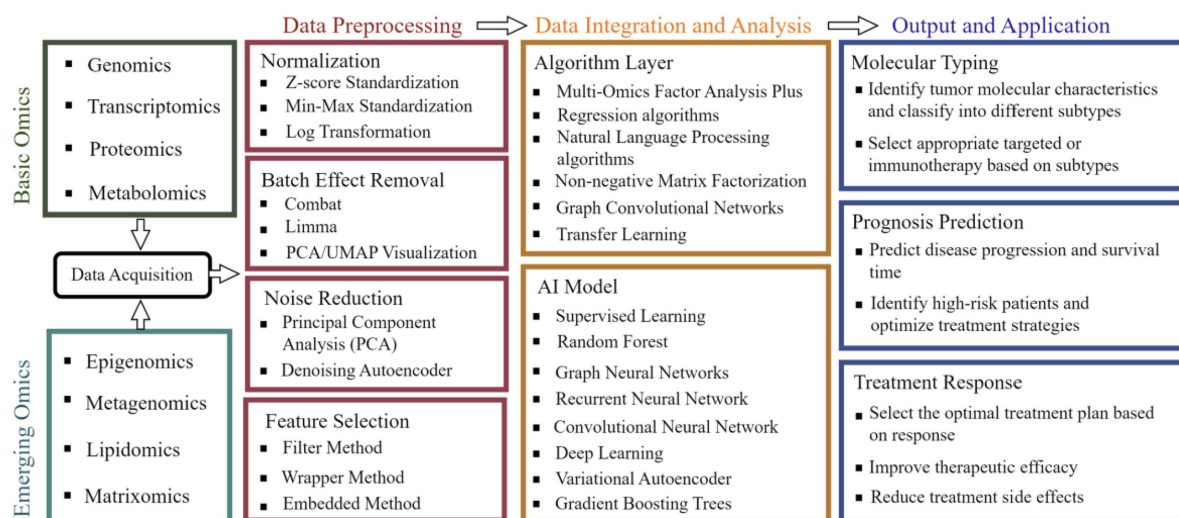 Data Preprocessing
Data Integration and Analysis
Output and Application
Basic Omics
Genomics
Transcriptomics
Proteomics
Metabolomics
Data Acquisition
Emerging Omics
Epigenomics
Metagenomics
Lipidomics
Matrixomics
Normalization
Z-score Standardization
Min-Max Standardization
Log Transformation
Batch Effect Removal
Combat
Limma
PCA/UMAP Visualization
Noise Reduction
Principal Component
Analysis (PCA)
Denoising Autoencoder
Feature Selection
Filter Method
Wrapper Method
Embedded Method
Algorithm Layer
Multi-Omics Factor Analysis Plus
Regression algorithms
Natural Language Processing
algorithms
Non-negative Matrix Factorization
Graph Convolutional Networks
Transfer Learning
AI Model
Supervised Learning
Random Forest
Graph Neural Networks
Recurrent Neural Network
Convolutional Neural Network
Deep Learning
Variational Autoencoder
Gradient Boosting Trees
Molecular Typing
Identify tumor molecular characteristics
and classify into different subtypes
Select appropriate targeted or
immunotherapy based on subtypes
Prognosis Prediction
Predict disease progression and survival
time
Identify high-risk patients and
optimize treatment strategies
Treatment Response
Select the optimal treatment plan based
on response
Improve therapeutic efficacy
Reduce treatment side effects